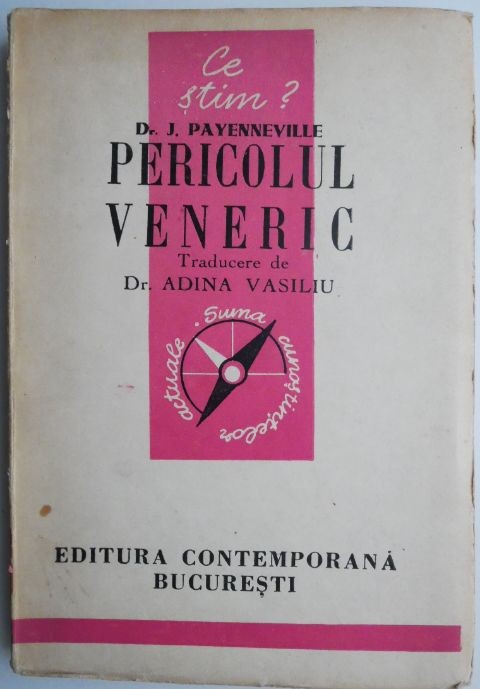 Ce
știm?
Dr. J. PAYENNEVILLE
PERICOLUL
VENERIC
Traducere de
Dr. ADINA VASILIU
Suma cunoștințelor actuale
EDITURA CONTEMPORANĂ
BUCUREȘTI